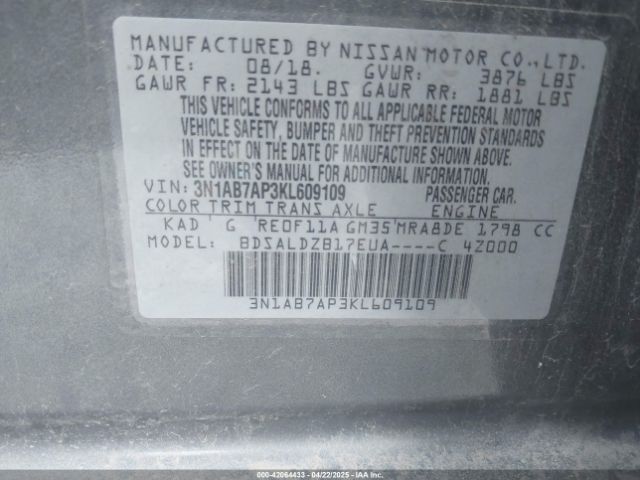 MANUFACTURED BY NISSAN MOTOR CO., LTD.
DATE: 08/18. GVWR: 3876 LBS
GAWR FR: 2143 LBS GAWR RR: 1881 LBS
THIS VEHICLE CONFORMS TO ALL APPLICABLE FEDERAL MOTOR
VEHICLE SAFETY, BUMPER AND THEFT PREVENTION STANDARDS
IN EFFECT ON THE DATE OF MANUFACTURE SHOWN ABOVE.
SEE OWNER'S MANUAL FOR ADDITIONAL INFORMATION.
VIN: 3N1AB7AP3KL609109 PASSENGER CAR.
COLOR TRIM TRANS AXLE ENGINE
KAD G RE0F11A GM35 MRA8DE 1798 CC
MODEL: BDSALDZB17EUA----C 4Z000
3N1AB7AP3KL609109
000-42064433 - 04/22/2025 - IAAI.COM